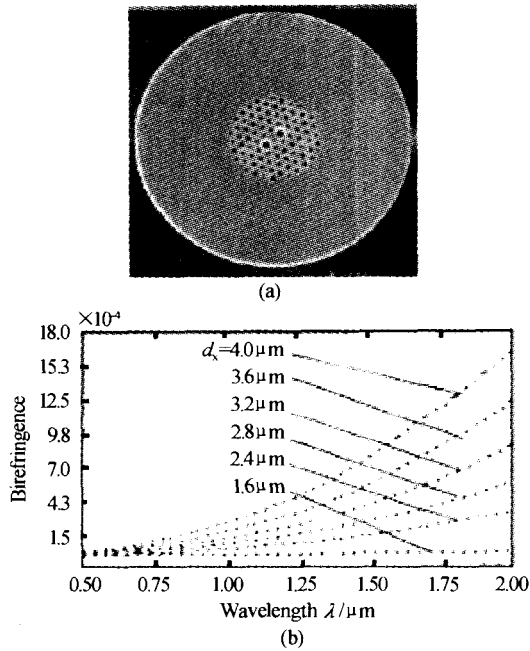 (a)
×10⁻⁴
18.0
15.3
12.5
9.8
7.0
4.3
1.5
Birefringence
dₓ=4.0μm
3.6μm
3.2μm
2.8μm
2.4μm
1.6μm
0.50 0.75 1.00 1.25 1.50 1.75 2.00
Wavelength λ/μm
(b)